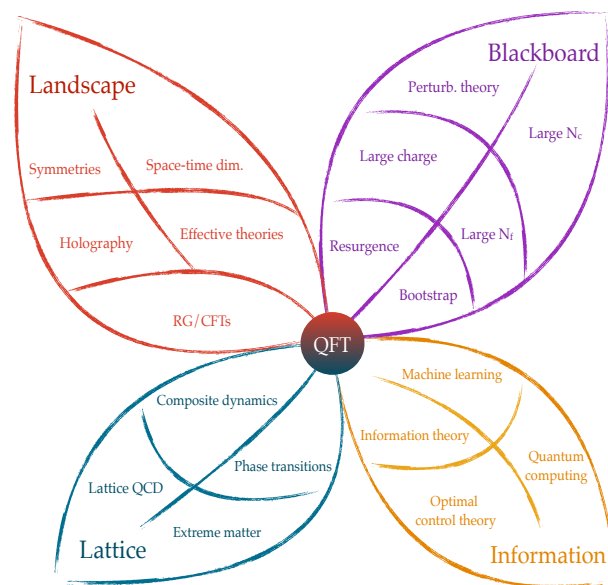 Landscape
Symmetries
Space-time dim.
Holography
Effective theories
RG/CFTs
Blackboard
Perturb. theory
Large N_c
Large charge
Resurgence
Large N_f
Bootstrap
QFT
Composite dynamics
Lattice QCD
Phase transitions
Extreme matter
Lattice
Machine learning
Information theory
Quantum
computing
Optimal
control theory
Information